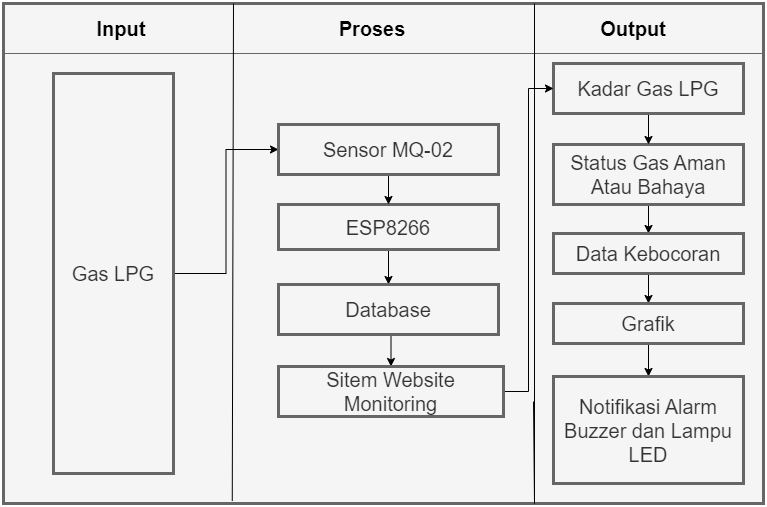 Input
Proses
Output
Gas LPG
Sensor MQ-02
ESP8266
Database
Sitem Website
Monitoring
Kadar Gas LPG
Status Gas Aman
Atau Bahaya
Data Kebocoran
Grafik
Notifikasi Alarm
Buzzer dan Lampu
LED